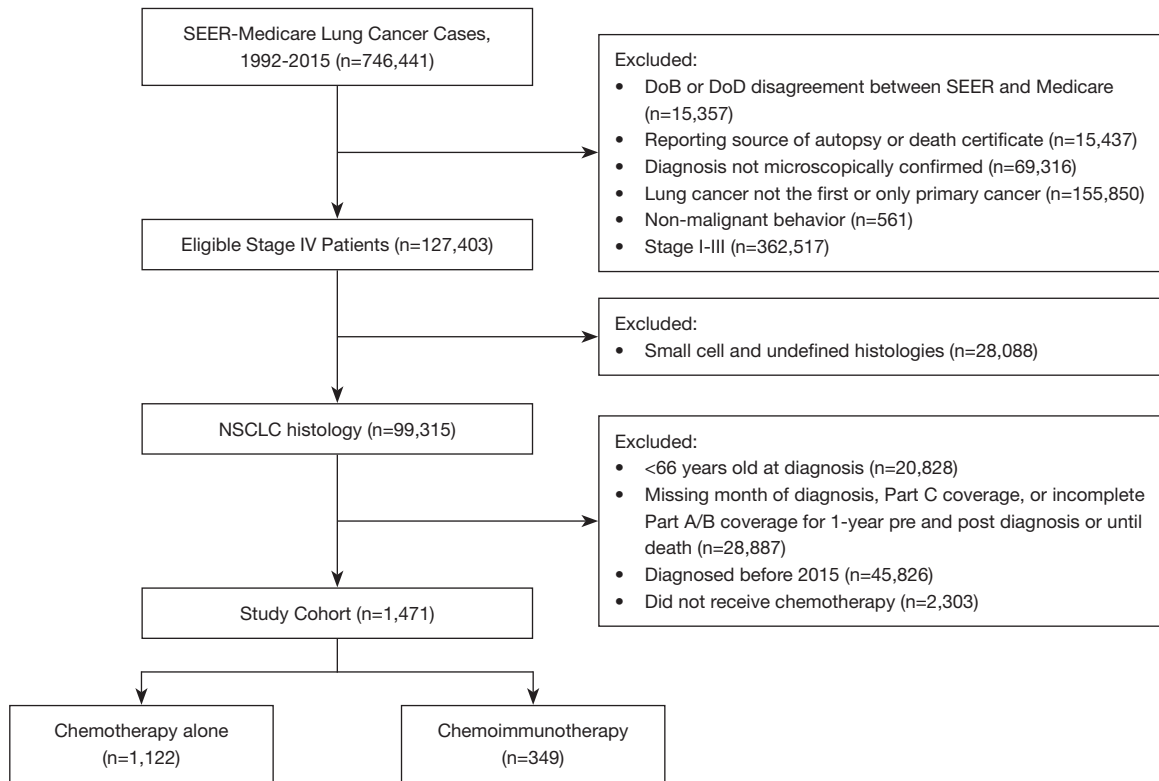 SEER-Medicare Lung Cancer Cases,
1992-2015 (n=746,441)
Excluded:
• DoB or DoD disagreement between SEER and Medicare
(n=15,357)
• Reporting source of autopsy or death certificate (n=15,437)
• Diagnosis not microscopically confirmed (n=69,316)
• Lung cancer not the first or only primary cancer (n=155,850)
• Non-malignant behavior (n=561)
• Stage I-III (n=362,517)
Eligible Stage IV Patients (n=127,403)
Excluded:
• Small cell and undefined histologies (n=28,088)
NSCLC histology (n=99,315)
Excluded:
• <66 years old at diagnosis (n=20,828)
• Missing month of diagnosis, Part C coverage, or incomplete
Part A/B coverage for 1-year pre and post diagnosis or until
death (n=28,887)
• Diagnosed before 2015 (n=45,826)
• Did not receive chemotherapy (n=2,303)
Study Cohort (n=1,471)
Chemotherapy alone
(n=1,122)
Chemoimmunotherapy
(n=349)